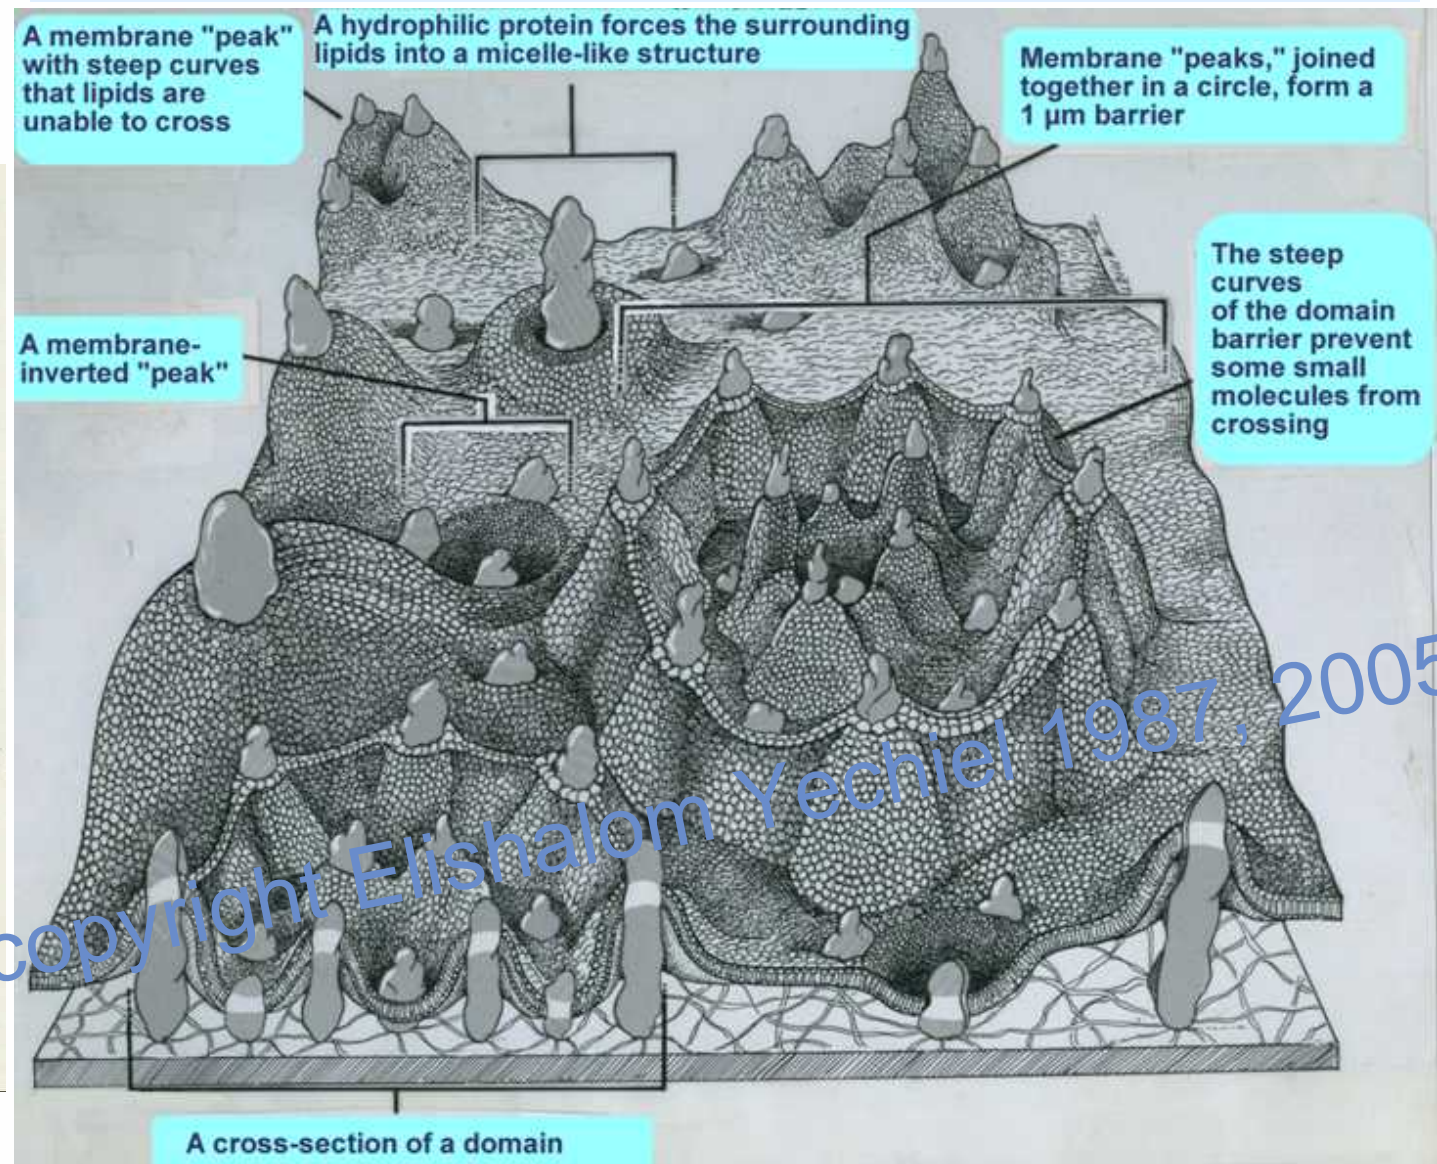 A membrane "peak"
with steep curves
that lipids are
unable to cross
A hydrophilic protein forces the surrounding
lipids into a micelle-like structure
Membrane "peaks," joined
together in a circle, form a
1 µm barrier
The steep
curves
of the domain
barrier prevent
some small
molecules from
crossing
A membrane-
inverted "peak"
copyright Elishalom Yechiel 1987, 2005
A cross-section of a domain